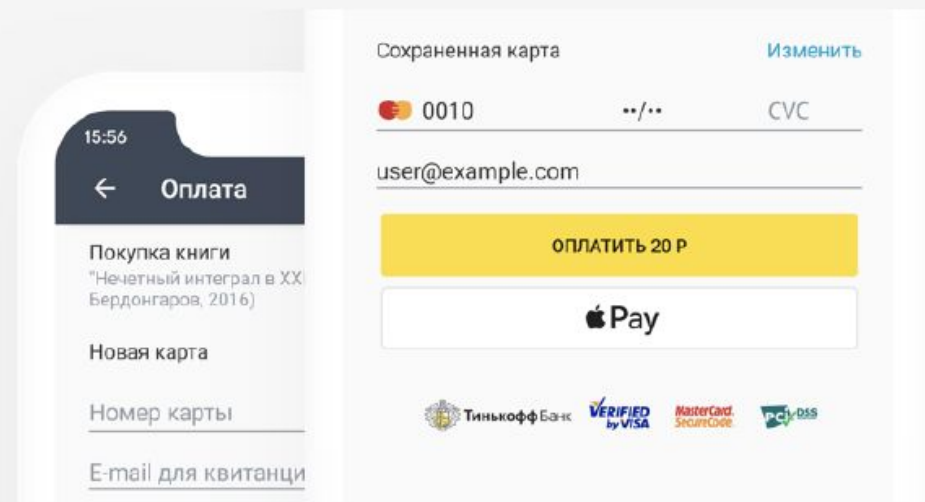 15:56
Оплата
Покупка книги
"Нечетный интеграл в XX
Бердонгаров, 2016)
Новая карта
Номер карты
E-mail для квитанци
Сохраненная карта
Изменить
0010 ••/•• CVC
user@example.com
ОПЛАТИТЬ 20 Р
Pay
Тинькофф Банк
VERIFIED
by VISA
MasterCard.
SecureCode.
PCI DSS